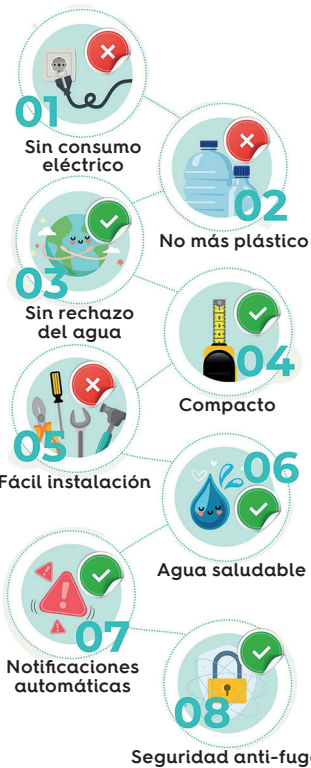 01
Sin consumo
eléctrico
02
No más plástico
03
Sin rechazo
del agua
04
Compacto
05
Fácil instalación
06
Agua saludable
07
Notificaciones
automáticas
08
Seguridad anti-fuga